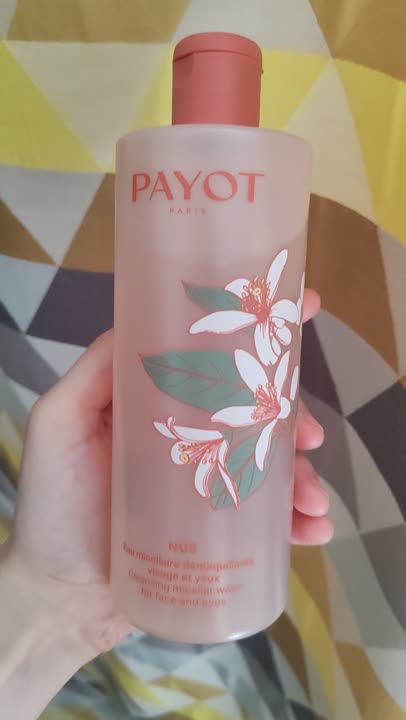 PAYOT
PARIS
NUE
Eau micellaire démaquillante
visage et yeux
Cleansing micellar water
for face and eyes